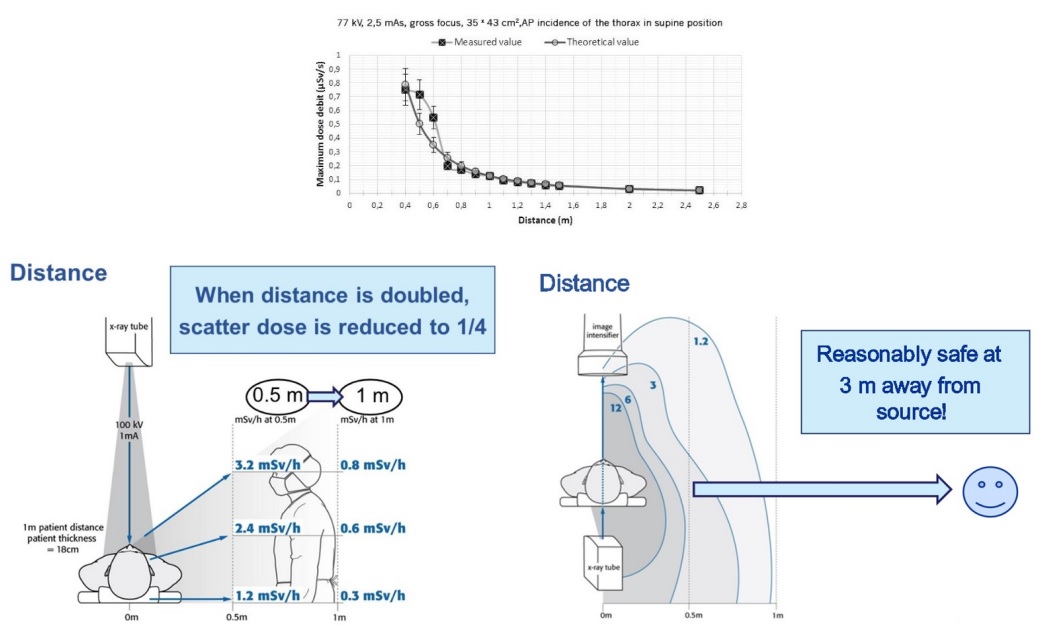 77 kV, 2,5 mAs, gross focus, 35 * 43 cm²,AP incidence of the thorax in supine position
Measured value
Theoretical value
Maximum dose debit (µSv/s)
1
0,9
0,8
0,7
0,6
0,5
0,4
0,3
0,2
0,1
0
0 0,2 0,4 0,6 0,8 1 1,2 1,4 1,6 1,8 2 2,2 2,4 2,6 2,8
Distance (m)
Distance
When distance is doubled,
scatter dose is reduced to 1/4
x-ray tube
100 kV
1mA
0.5 m
1 m
mSv/h at 0.5m
mSv/h at 1m
3.2 mSv/h
0.8 mSv/h
2.4 mSv/h
0.6 mSv/h
1.2 mSv/h
0.3 mSv/h
1m patient distance
patient thickness
= 18cm
0m
0.5m
1m
Distance
image
intensifier
1.2
3
6
12
x-ray tube
0m
0.5m
1m
Reasonably safe at
3 m away from
source!